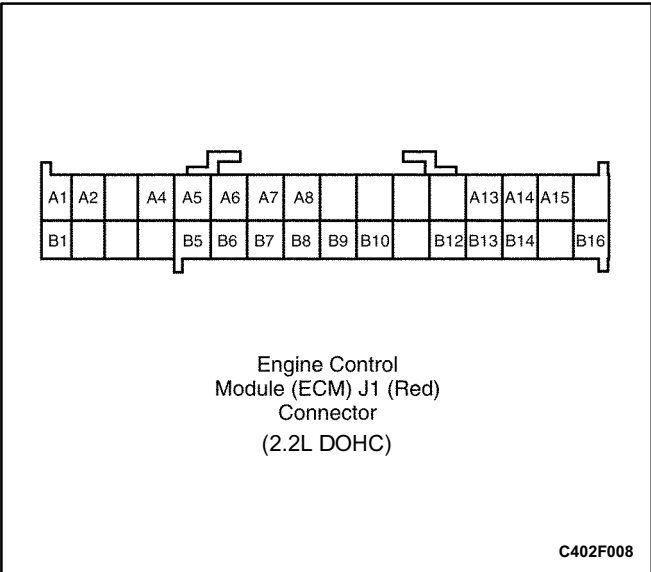 A1 A2 A4 A5 A6 A7 A8 A13 A14 A15
B1 B5 B6 B7 B8 B9 B10 B12 B13 B14 B16
Engine Control
Module (ECM) J1 (Red)
Connector
(2.2L DOHC)
C402F008